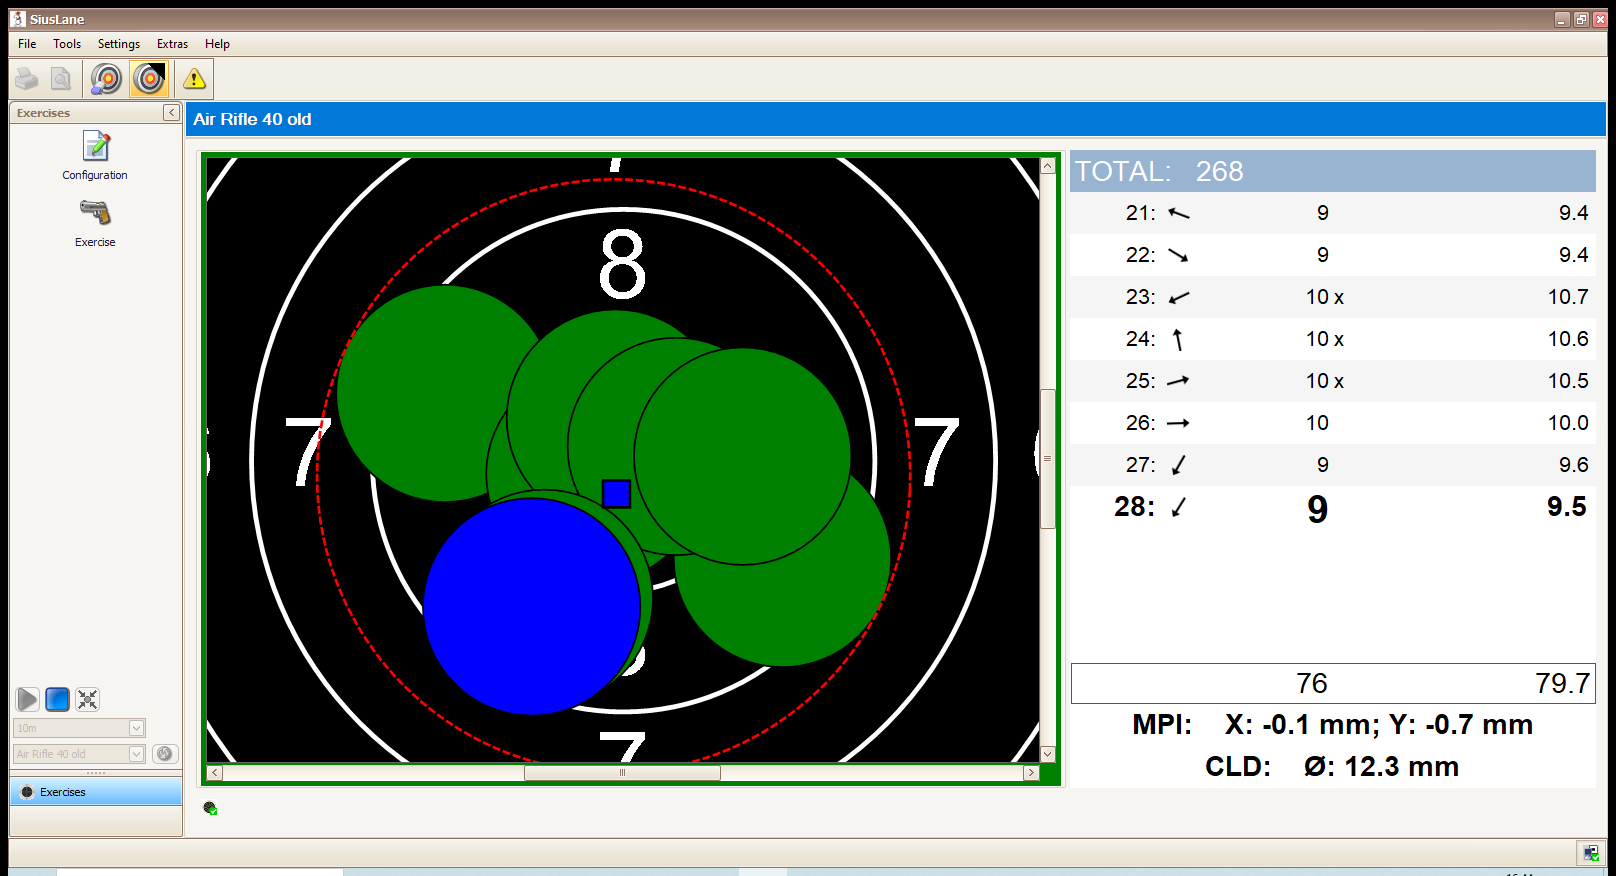 SiusLane
File Tools Settings Extras Help
Exercises
Configuration
Exercise
10m
Air Rifle 40 old
Exercises
Air Rifle 40 old
8
7
7
7
TOTAL: 268
21: 9 9.4
22: 9 9.4
23: 10 x 10.7
24: 10 x 10.6
25: 10 x 10.5
26: 10 10.0
27: 9 9.6
28: 9 9.5
76 79.7
MPI: X: -0.1 mm; Y: -0.7 mm
CLD: Ø: 12.3 mm